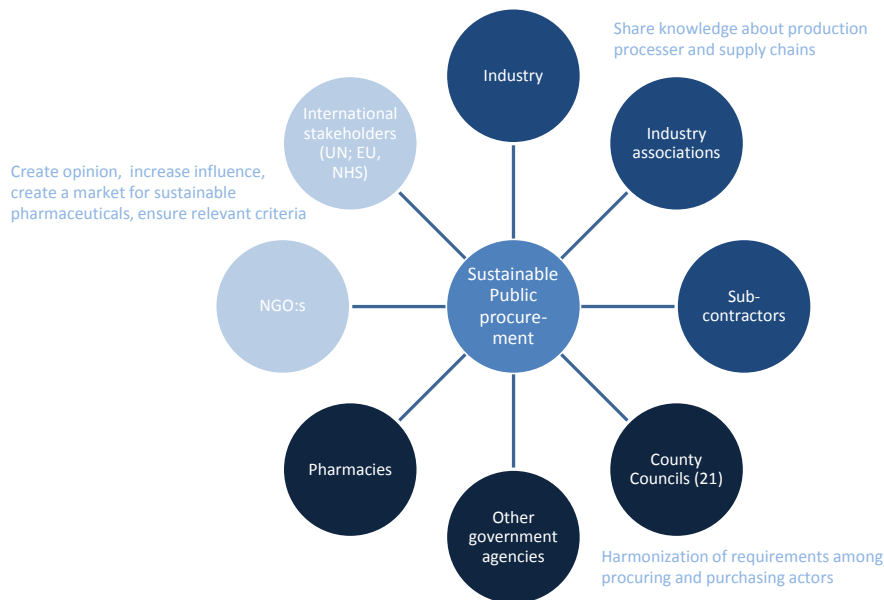 Share knowledge about production
processer and supply chains
Industry
International
stakeholders
(UN; EU,
NHS)
Industry
associations
Create opinion, increase influence,
create a market for sustainable
pharmaceuticals, ensure relevant criteria
Sustainable
Public
procure-
ment
NGO:s
Sub-
contractors
Pharmacies
County
Councils (21)
Other
government
agencies
Harmonization of requirements among
procuring and purchasing actors